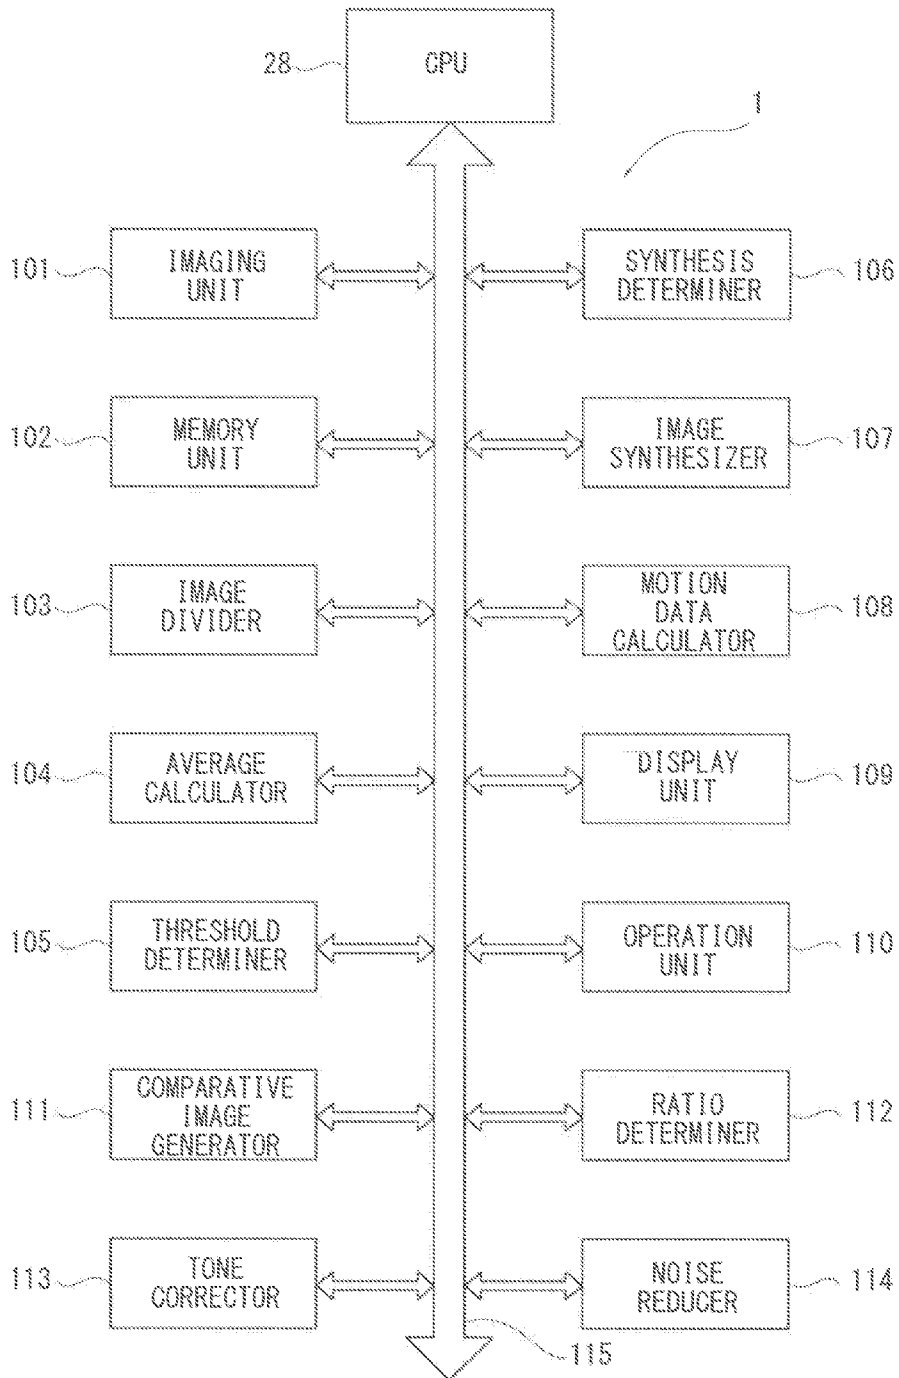 CPU
28
1
101
IMAGING
UNIT
SYNTHESIS
DETERMINER
106
102
MEMORY
UNIT
IMAGE
SYNTHESIZER
107
103
IMAGE
DIVIDER
MOTION
DATA
CALCULATOR
108
104
AVERAGE
CALCULATOR
DISPLAY
UNIT
109
105
THRESHOLD
DETERMINER
OPERATION
UNIT
110
111
COMPARATIVE
IMAGE
GENERATOR
RATIO
DETERMINER
112
113
TONE
CORRECTOR
NOISE
REDUCER
114
115